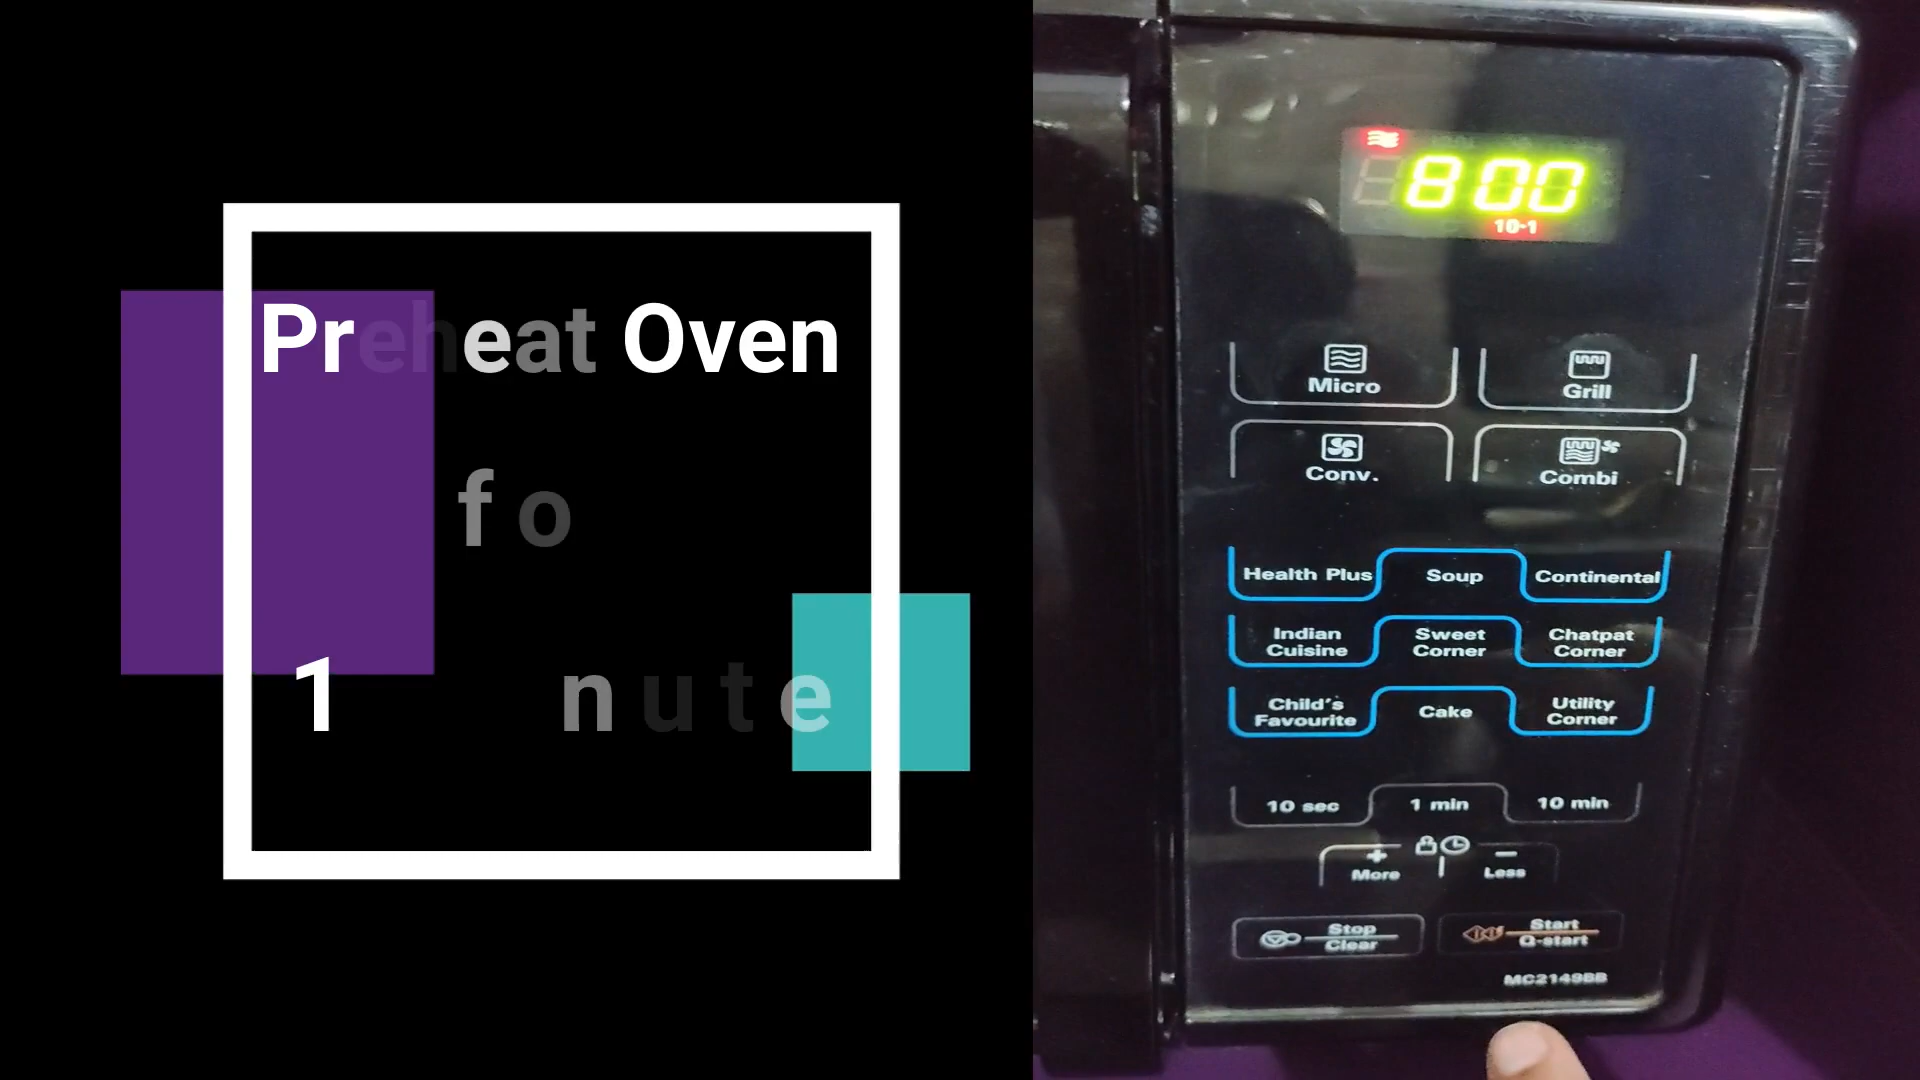 Preheat Oven
fo
1 nute
800
10-1
Micro
Grill
Conv.
Combi
Health Plus
Soup
Continental
Indian Cuisine
Sweet Corner
Chatpat Corner
Child's Favourite
Cake
Utility Corner
10 sec
1 min
10 min
+
More
−
Less
Stop
Clear
Start
Q-start
MC2149BB